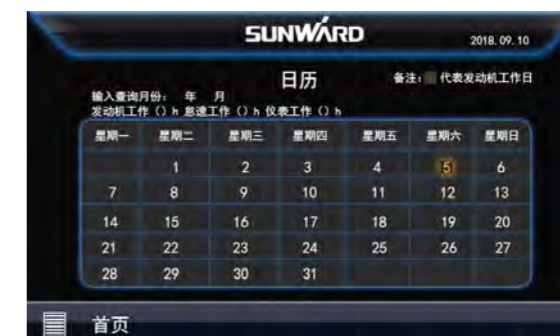 SUNWARD
2018. 09. 10
日历
备注： 代表发动机工作日
输入查询月份： 年 月
发动机工作（）h 怠速工作（）h 仪表工作（）h
星期一 星期二 星期三 星期四 星期五 星期六 星期日
1 2 3 4 5 6
7 8 9 10 11 12 13
14 15 16 17 18 19 20
21 22 23 24 25 26 27
28 29 30 31
首页